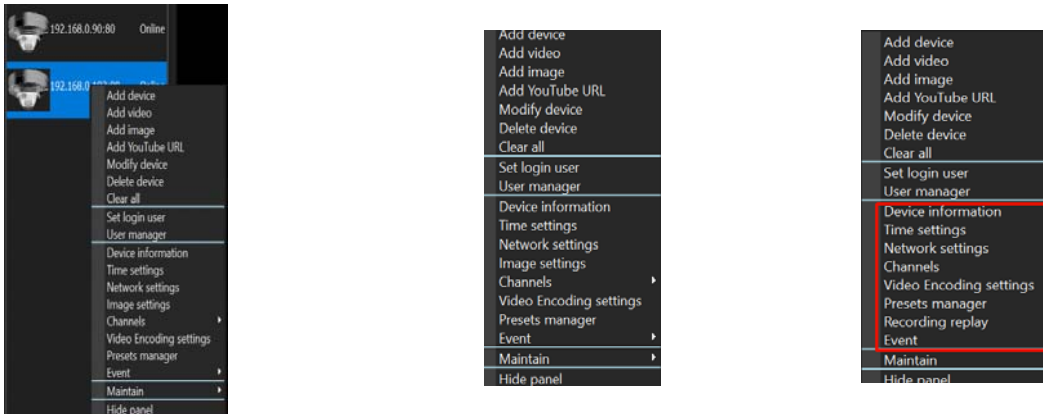 192.168.0.90:80 Online
192.168.0
Add device
Add video
Add image
Add YouTube URL
Modify device
Delete device
Clear all
Set login user
User manager
Device information
Time settings
Network settings
Image settings
Channels
Video Encoding settings
Presets manager
Event
Maintain
Hide panel
Add device
Add video
Add image
Add YouTube URL
Modify device
Delete device
Clear all
Set login user
User manager
Device information
Time settings
Network settings
Image settings
Channels
Video Encoding settings
Presets manager
Event
Maintain
Hide panel
Add device
Add video
Add image
Add YouTube URL
Modify device
Delete device
Clear all
Set login user
User manager
Device information
Time settings
Network settings
Channels
Video Encoding settings
Presets manager
Recording replay
Event
Maintain
Hide panel